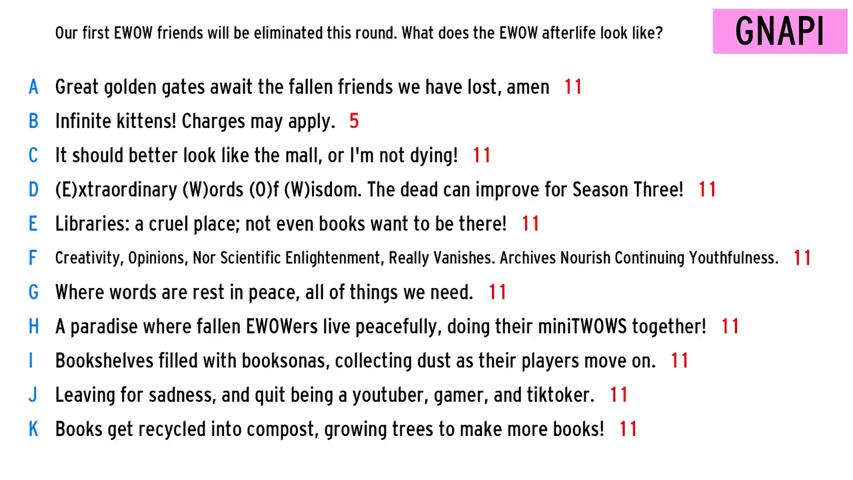 Our first EWOW friends will be eliminated this round. What does the EWOW afterlife look like?
GNAPI
A Great golden gates await the fallen friends we have lost, amen 11
B Infinite kittens! Charges may apply. 5
C It should better look like the mall, or I'm not dying! 11
D (E)xtraordinary (W)ords (O)f (W)isdom. The dead can improve for Season Three! 11
E Libraries: a cruel place; not even books want to be there! 11
F Creativity, Opinions, Nor Scientific Enlightenment, Really Vanishes. Archives Nourish Continuing Youthfulness. 11
G Where words are rest in peace, all of things we need. 11
H A paradise where fallen EWOWers live peacefully, doing their miniTWOWS together! 11
I Bookshelves filled with booksonas, collecting dust as their players move on. 11
J Leaving for sadness, and quit being a youtuber, gamer, and tiktoker. 11
K Books get recycled into compost, growing trees to make more books! 11